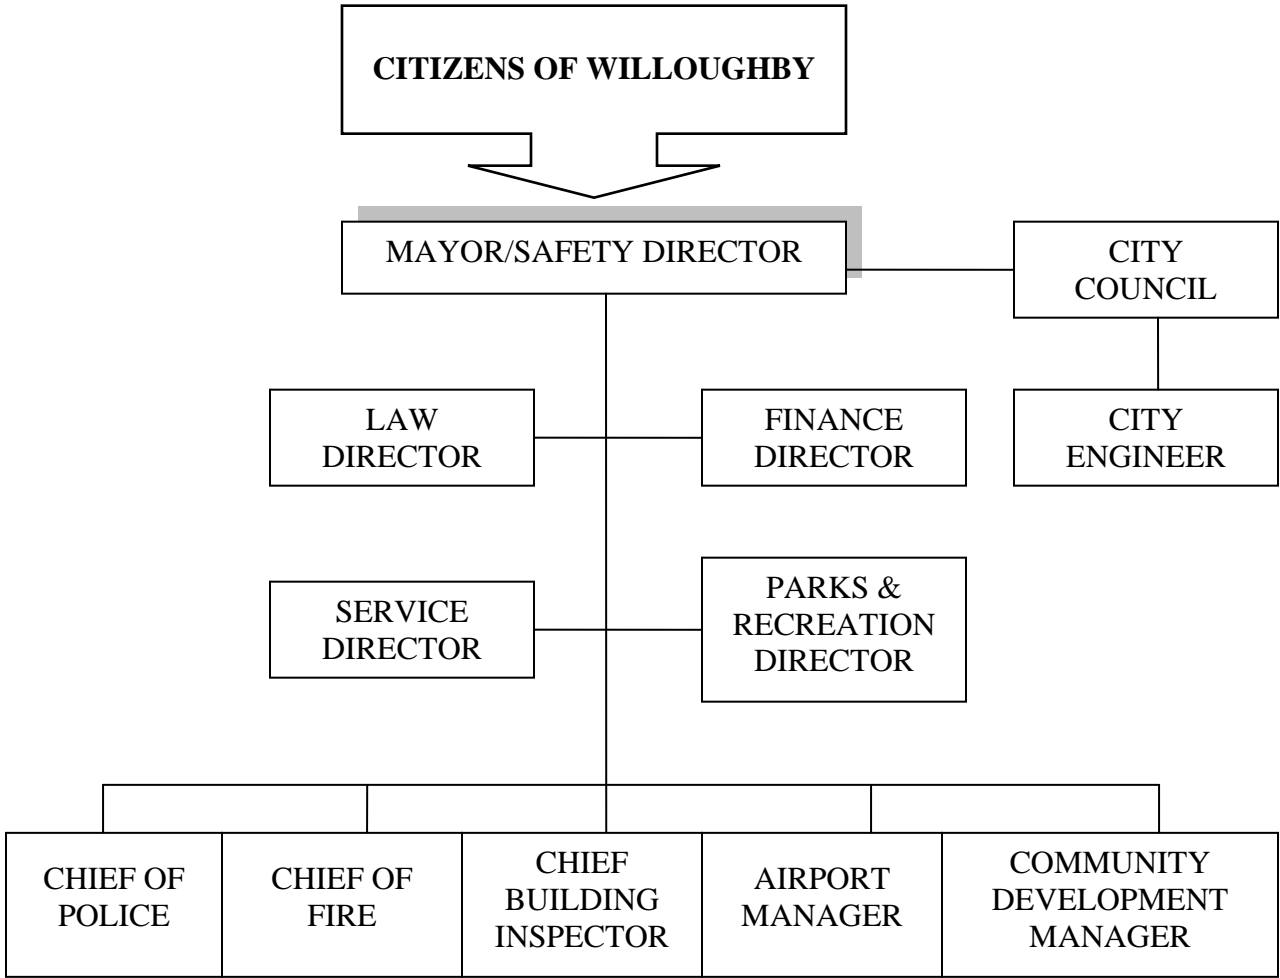 CITIZENS OF WILLOUGHBY
MAYOR/SAFETY DIRECTOR
CITY
COUNCIL
LAW
DIRECTOR
FINANCE
DIRECTOR
CITY
ENGINEER
SERVICE
DIRECTOR
PARKS &
RECREATION
DIRECTOR
CHIEF OF
POLICE
CHIEF OF
FIRE
CHIEF
BUILDING
INSPECTOR
AIRPORT
MANAGER
COMMUNITY
DEVELOPMENT
MANAGER